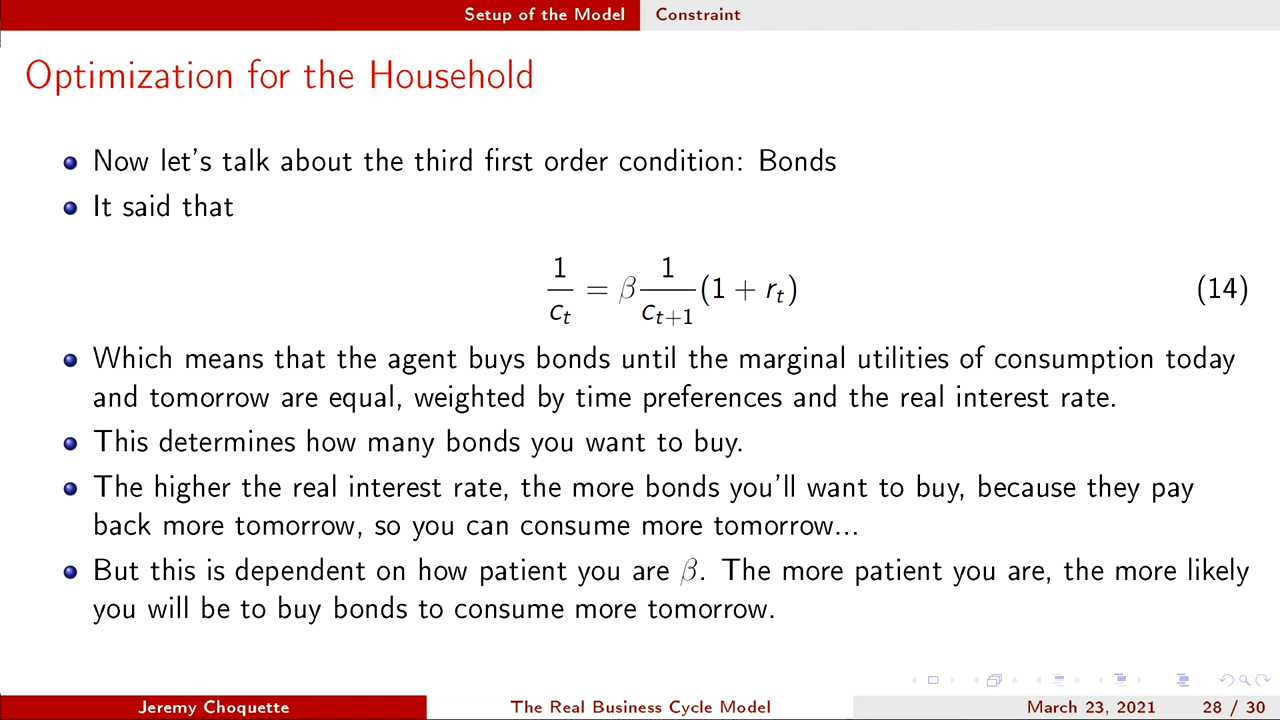 Setup of the Model Constraint
Optimization for the Household
Now let's talk about the third first order condition: Bonds
It said that
1/c_t = β 1/c_{t+1} (1 + r_t) (14)
Which means that the agent buys bonds until the marginal utilities of consumption today
and tomorrow are equal, weighted by time preferences and the real interest rate.
This determines how many bonds you want to buy.
The higher the real interest rate, the more bonds you'll want to buy, because they pay
back more tomorrow, so you can consume more tomorrow...
But this is dependent on how patient you are β. The more patient you are, the more likely
you will be to buy bonds to consume more tomorrow.
Jeremy Choquette The Real Business Cycle Model March 23, 2021 28 / 30